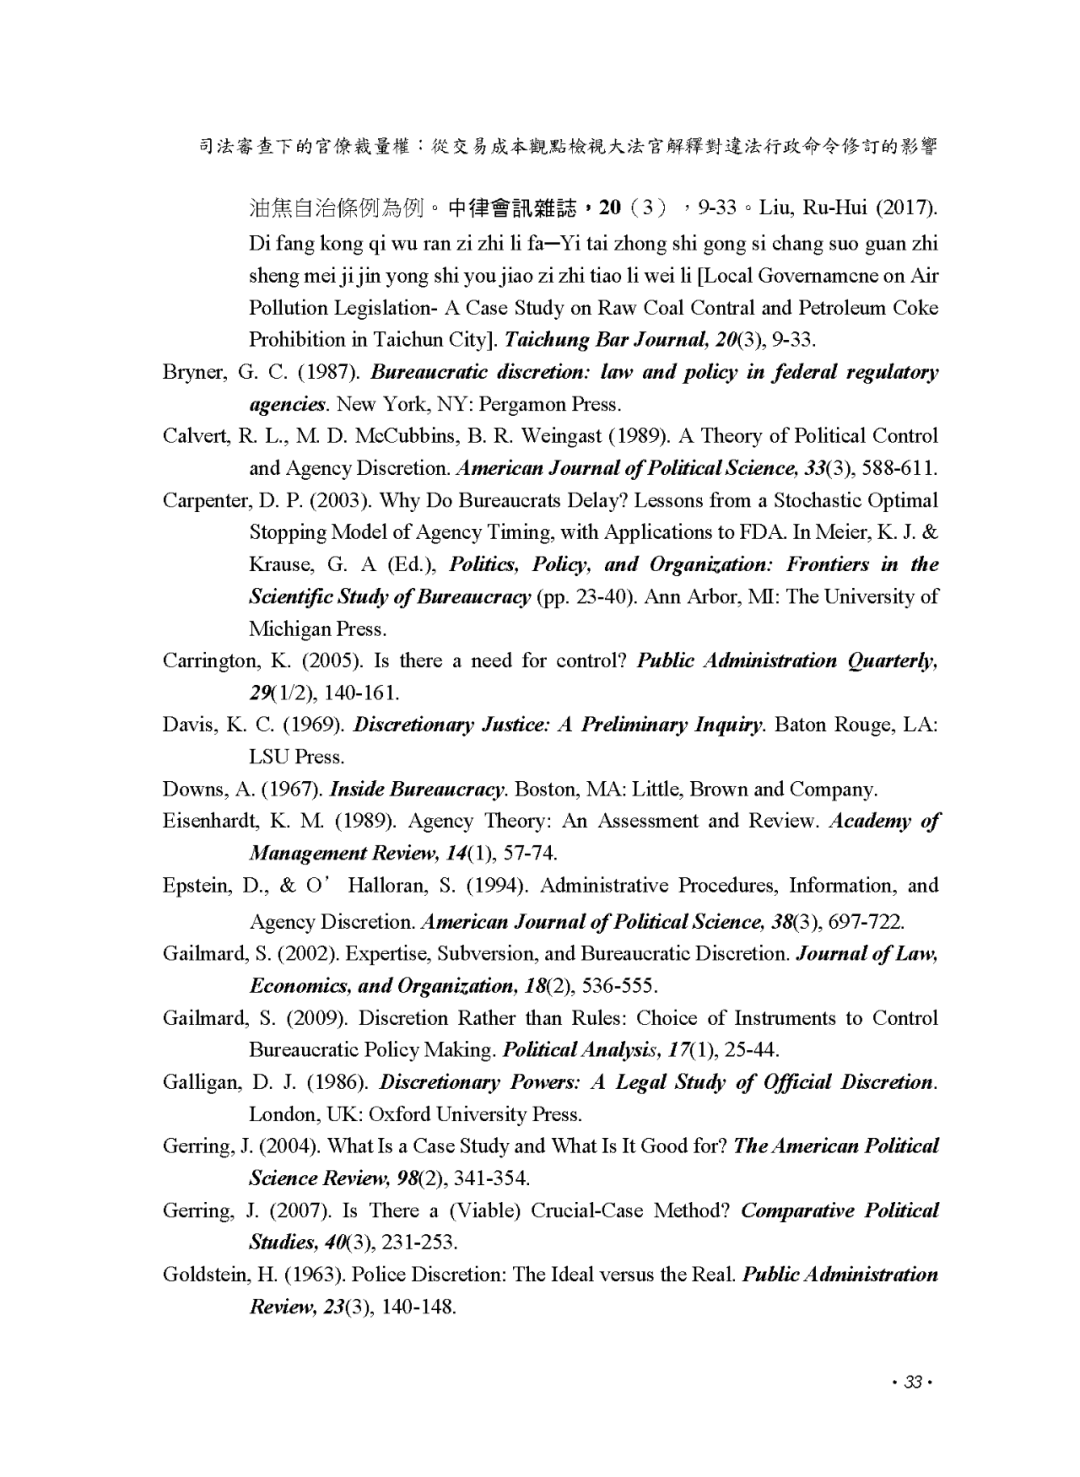 司法審查下的官僚裁量權：從交易成本觀點檢視大法官解釋對違法行政命令修訂的影響
油焦自治條例為例。中律會訊雜誌，20（3），9-33。Liu, Ru-Hui (2017).
Di fang kong qi wu ran zi zhi li fa─Yi tai zhong shi gong si chang suo guan zhi
sheng mei ji jin yong shi you jiao zi zhi tiao li wei li [Local Governamcne on Air
Pollution Legislation- A Case Study on Raw Coal Contral and Petroleum Coke
Prohibition in Taichun City]. Taichung Bar Journal, 20(3), 9-33.
Bryner, G. C. (1987). Bureaucratic discretion: law and policy in federal regulatory
agencies. New York, NY: Pergamon Press.
Calvert, R. L., M. D. McCubbins, B. R. Weingast (1989). A Theory of Political Control
and Agency Discretion. American Journal of Political Science, 33(3), 588-611.
Carpenter, D. P. (2003). Why Do Bureaucrats Delay? Lessons from a Stochastic Optimal
Stopping Model of Agency Timing, with Applications to FDA. In Meier, K. J. &
Krause, G. A (Ed.), Politics, Policy, and Organization: Frontiers in the
Scientific Study of Bureaucracy (pp. 23-40). Ann Arbor, MI: The University of
Michigan Press.
Carrington, K. (2005). Is there a need for control? Public Administration Quarterly,
29(1/2), 140-161.
Davis, K. C. (1969). Discretionary Justice: A Preliminary Inquiry. Baton Rouge, LA:
LSU Press.
Downs, A. (1967). Inside Bureaucracy. Boston, MA: Little, Brown and Company.
Eisenhardt, K. M. (1989). Agency Theory: An Assessment and Review. Academy of
Management Review, 14(1), 57-74.
Epstein, D., & O’Halloran, S. (1994). Administrative Procedures, Information, and
Agency Discretion. American Journal of Political Science, 38(3), 697-722.
Gailmard, S. (2002). Expertise, Subversion, and Bureaucratic Discretion. Journal of Law,
Economics, and Organization, 18(2), 536-555.
Gailmard, S. (2009). Discretion Rather than Rules: Choice of Instruments to Control
Bureaucratic Policy Making. Political Analysis, 17(1), 25-44.
Galligan, D. J. (1986). Discretionary Powers: A Legal Study of Official Discretion.
London, UK: Oxford University Press.
Gerring, J. (2004). What Is a Case Study and What Is It Good for? The American Political
Science Review, 98(2), 341-354.
Gerring, J. (2007). Is There a (Viable) Crucial-Case Method? Comparative Political
Studies, 40(3), 231-253.
Goldstein, H. (1963). Police Discretion: The Ideal versus the Real. Public Administration
Review, 23(3), 140-148.
• 33 •